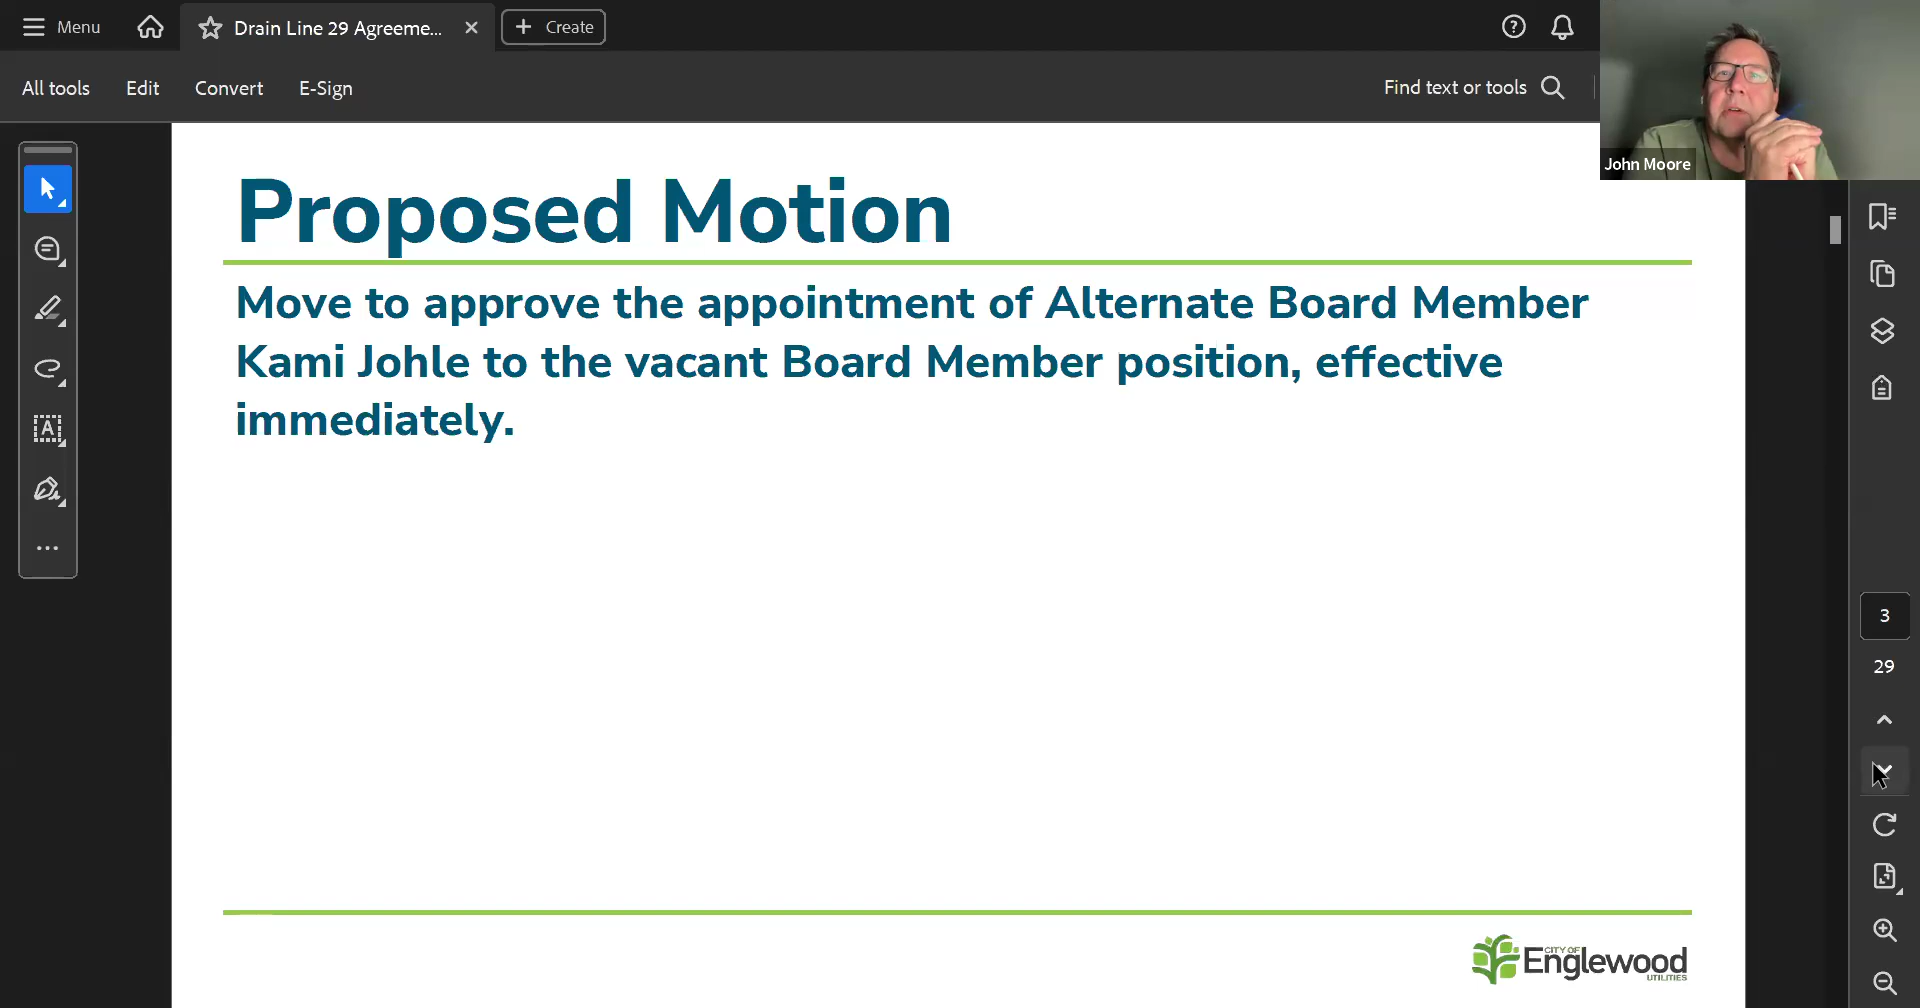 Menu
Drain Line 29 Agreeme...
Create
All tools
Edit
Convert
E-Sign
Find text or tools
John Moore
Proposed Motion
Move to approve the appointment of Alternate Board Member
Kami Johle to the vacant Board Member position, effective
immediately.
3
29
CITY OF
Englewood
UTILITIES